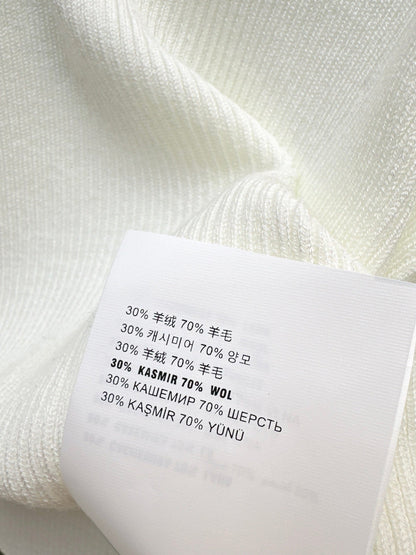 30% 羊绒 70% 羊毛
30% 캐시미어 70% 양모
30% 羊絨 70% 羊毛
30% KASMIR 70% WOL
30% КАШЕМИР 70% ШЕРСТЬ
30% KAŞMİR 70% YÜNÜ